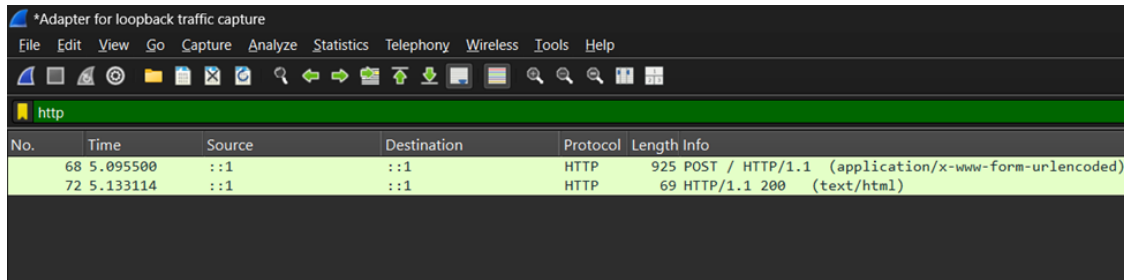 *Adapter for loopback traffic capture
File Edit View Go Capture Analyze Statistics Telephony Wireless Tools Help
http
No. Time Source Destination Protocol Length Info
68 5.095500 ::1 ::1 HTTP 925 POST / HTTP/1.1 (application/x-www-form-urlencoded)
72 5.133114 ::1 ::1 HTTP 69 HTTP/1.1 200 (text/html)